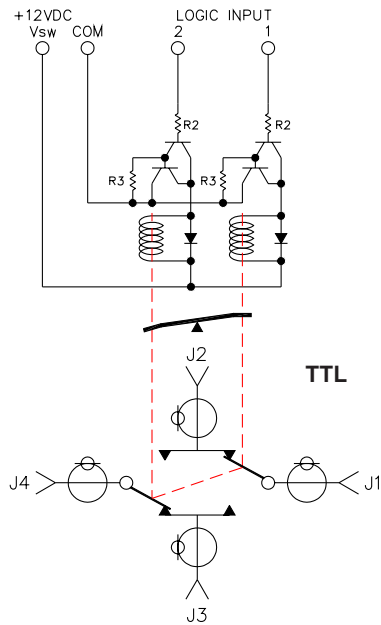 +12VDC LOGIC INPUT
Vsw COM 2 1
R2 R2
R3 R3
J2
TTL
J4 J1
J3